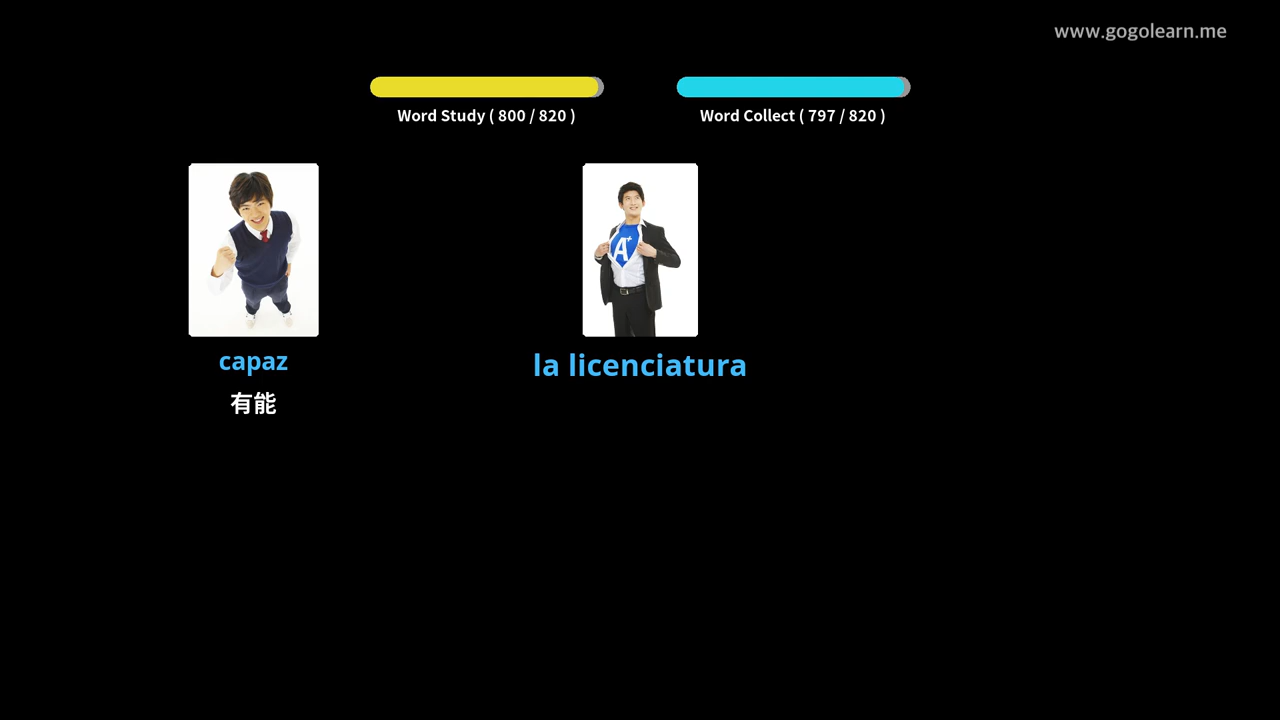 www.gogolearn.me
Word Study ( 800 / 820 )
Word Collect ( 797 / 820 )
A+
capaz
la licenciatura
有能